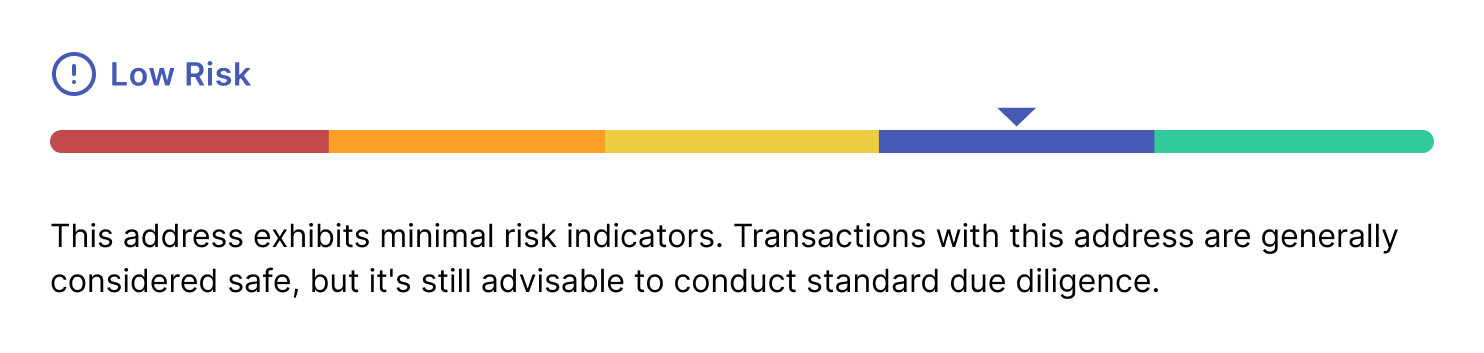 Low Risk
This address exhibits minimal risk indicators. Transactions with this address are generally
considered safe, but it's still advisable to conduct standard due diligence.